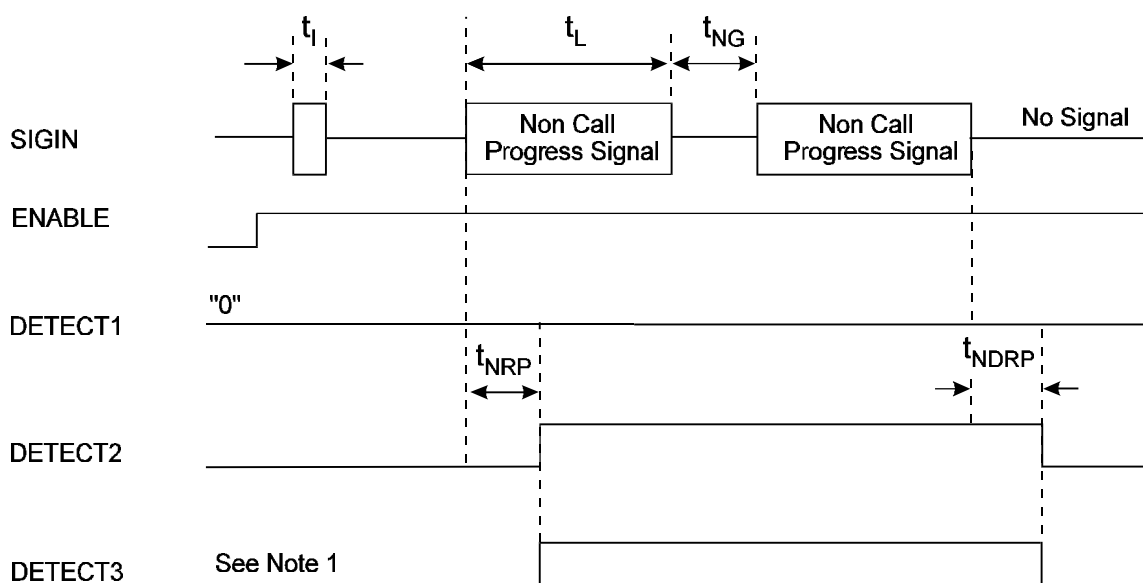 tI
tL
tNG
SIGIN
Non Call
Progress Signal
Non Call
Progress Signal
No Signal
ENABLE
"0"
DETECT1
tNRP
tNDRP
DETECT2
DETECT3
See Note 1